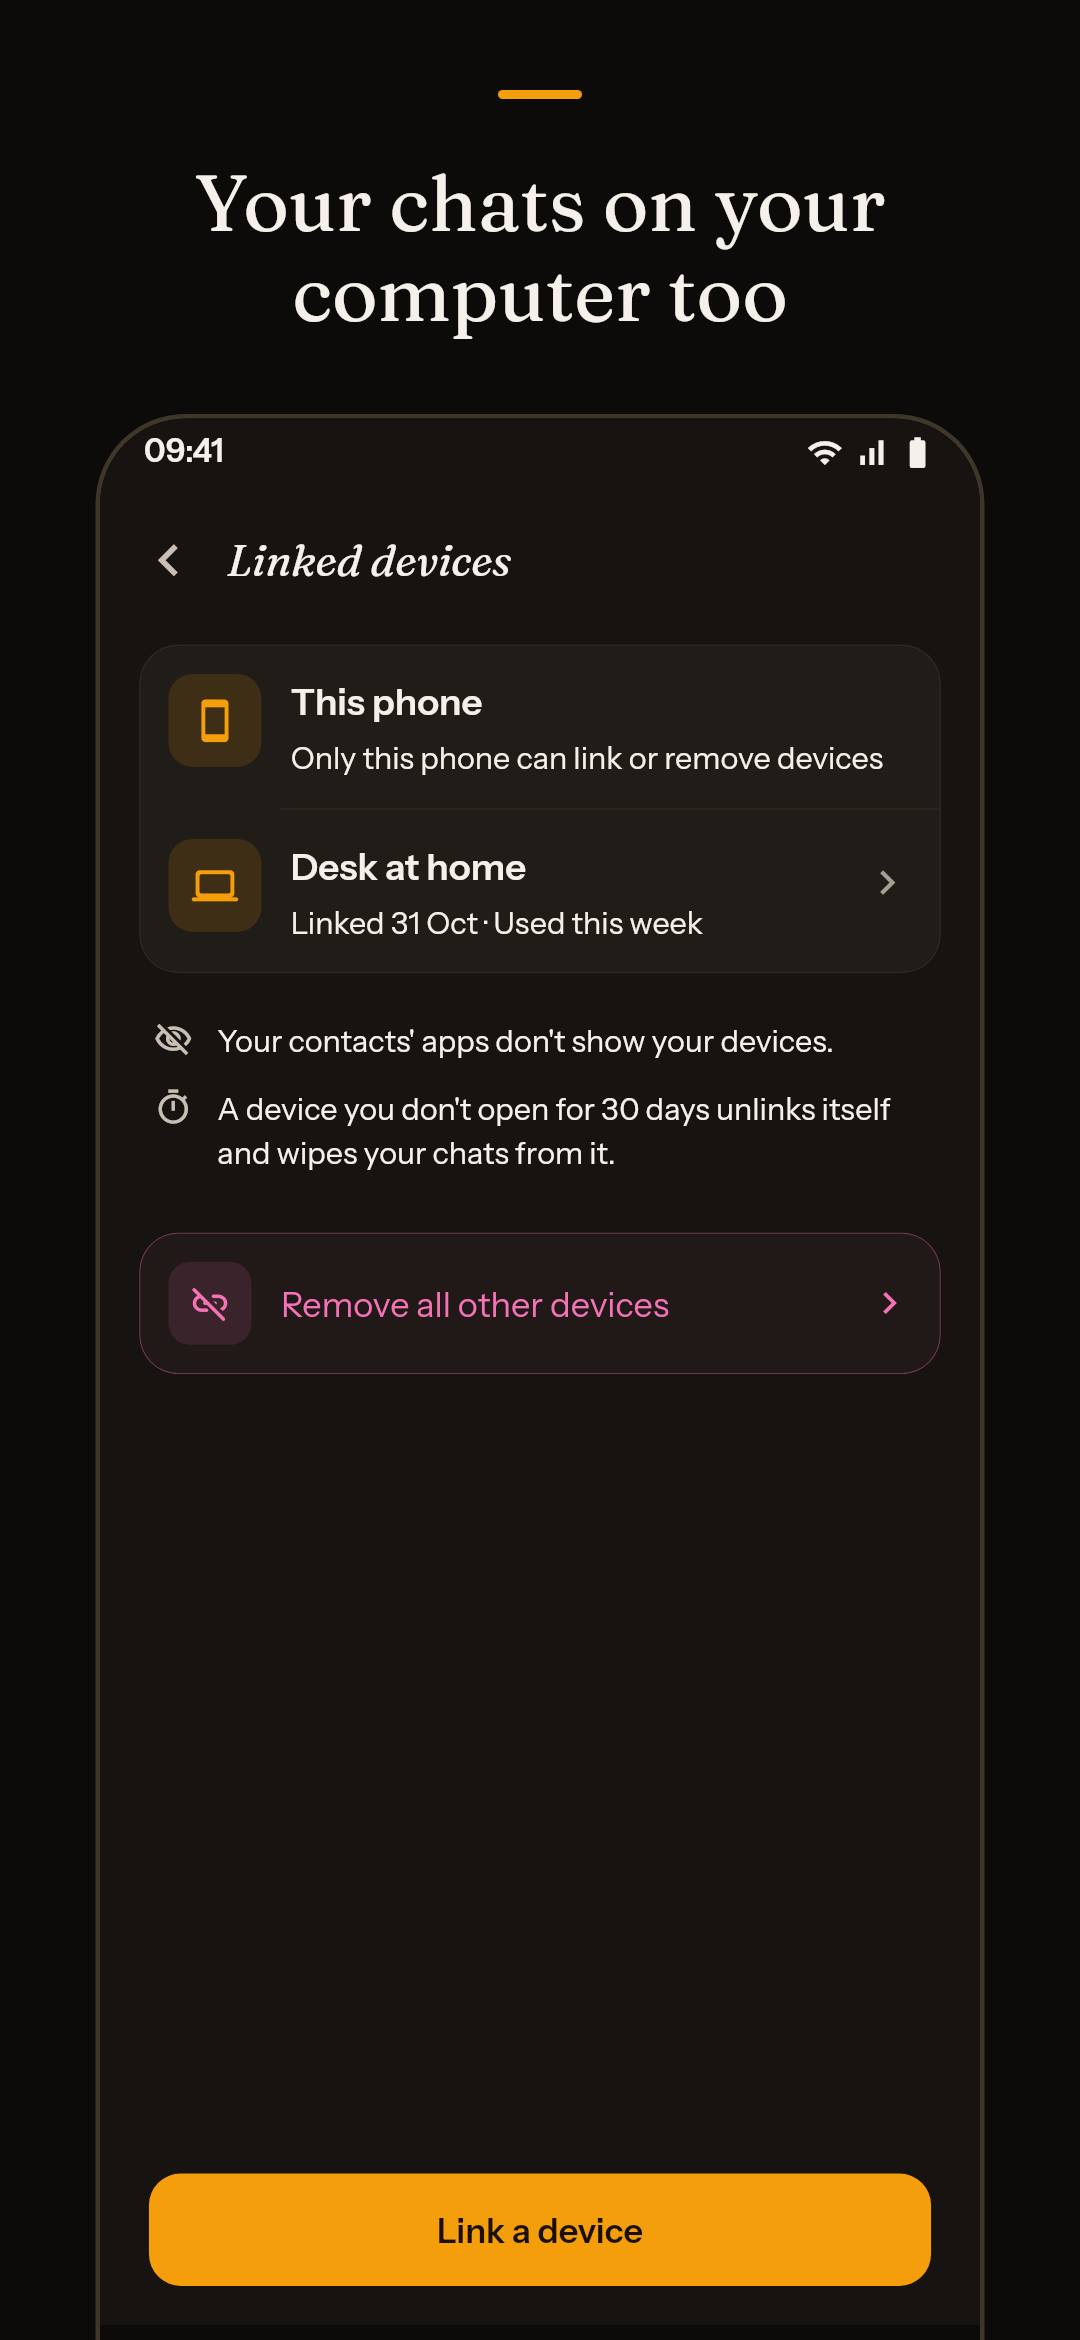 Your chats on your
computer too
09:41
Linked devices
This phone
Only this phone can link or remove devices
Desk at home
Linked 31 Oct · Used this week
Your contacts' apps don't show your devices.
A device you don't open for 30 days unlinks itself
and wipes your chats from it.
Remove all other devices
Link a device